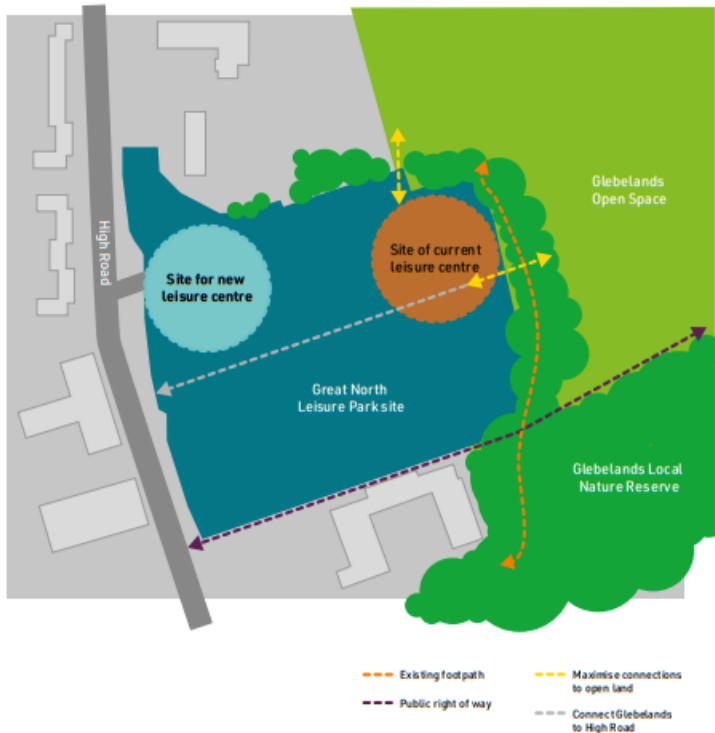 Glebelands
Open Space
High Road
Site of current
leisure centre
Site for new
leisure centre
Great North
Leisure Park site
Glebelands Local
Nature Reserve
Existing footpath
Public right of way
Maximise connections
to open land
Connect Glebelands
to High Road